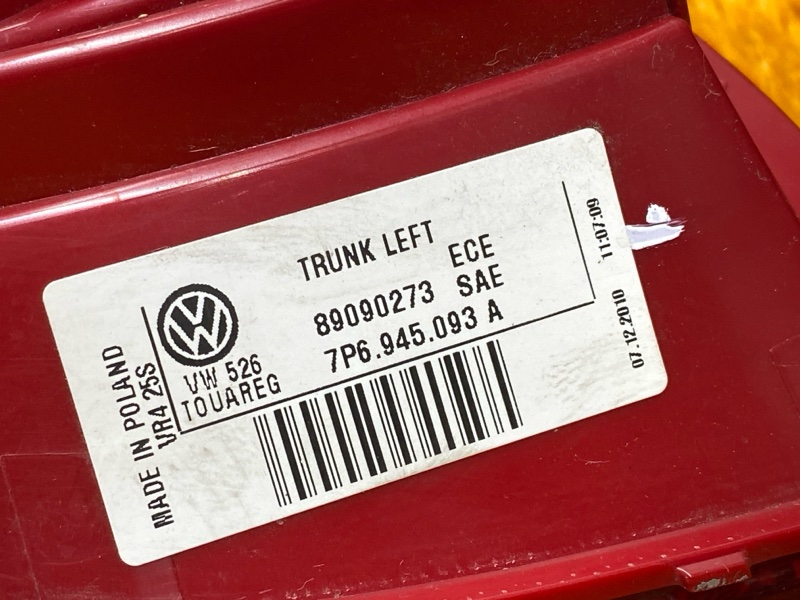 TRUNK LEFT
ECE
89090273 SAE
7P6.945.093 A
VW 526
TOUAREG
MADE IN POLAND
VR4 25S
11:07:09
07.12.2010